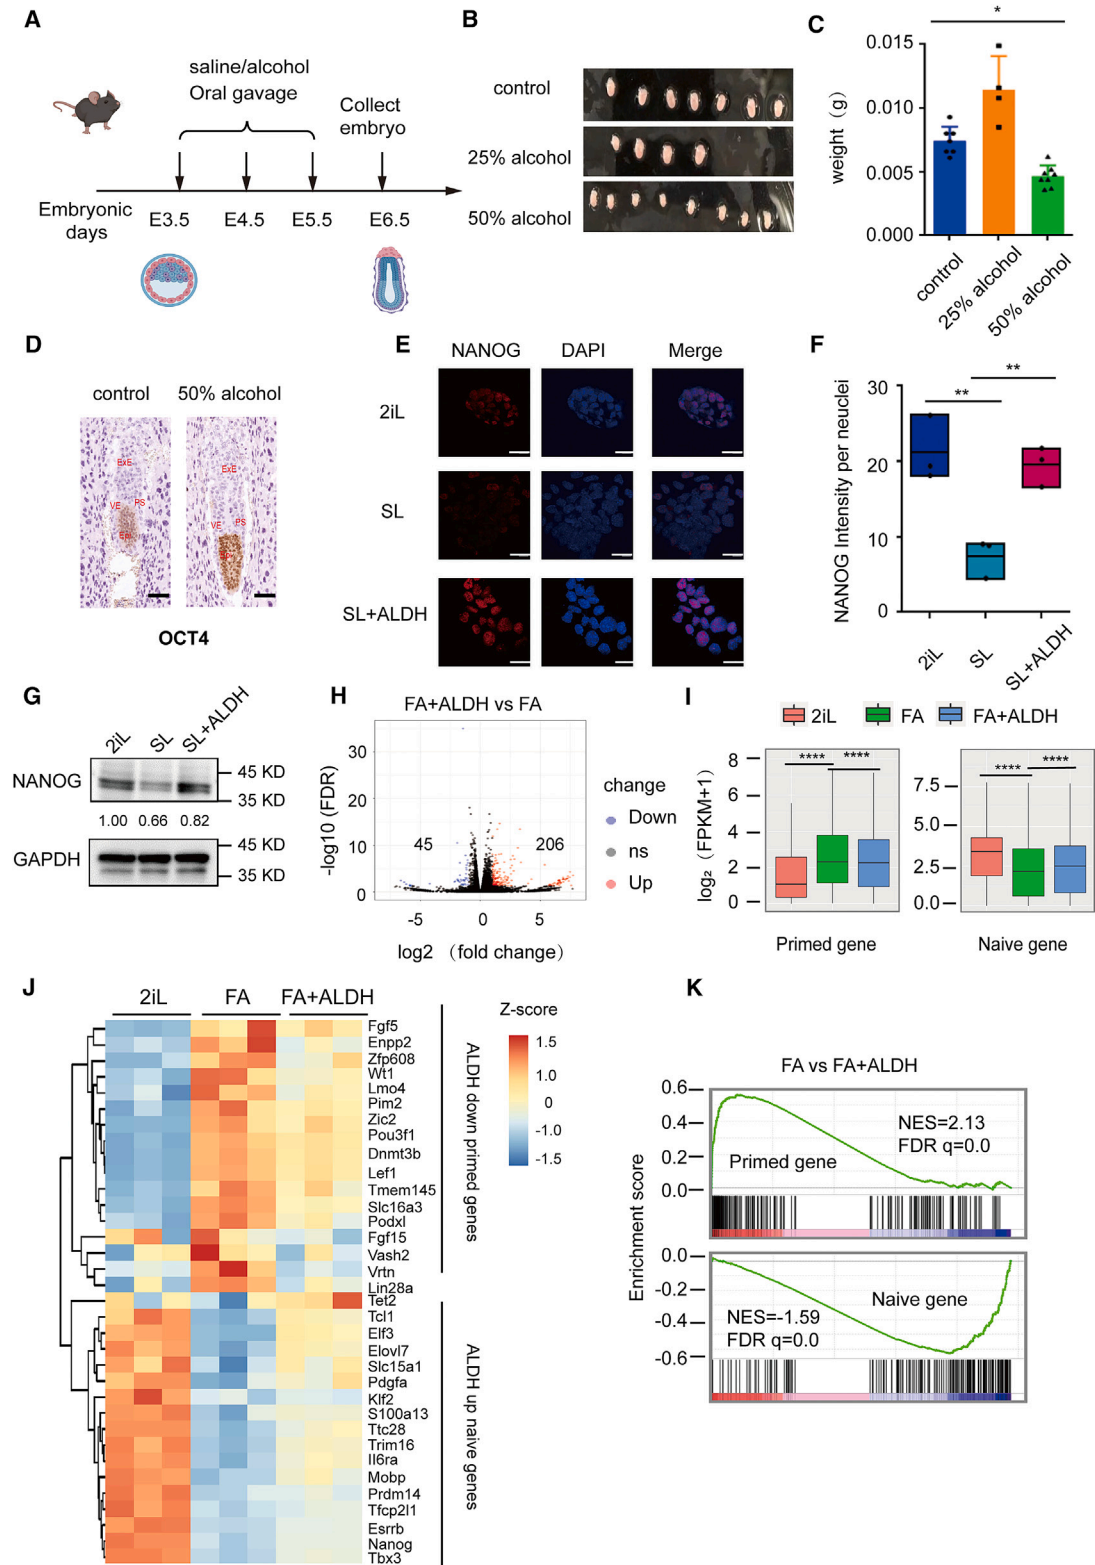 A
saline/alcohol
Oral gavage
Collect
embryo
Embryonic
days
E3.5
E4.5
E5.5
E6.5
B
control
25% alcohol
50% alcohol
C
*
weight (g)
0.015
0.010
0.005
0.000
control
25% alcohol
50% alcohol
D
control
50% alcohol
ExE
VE
PS
Epi
ExE
VE
PS
Epi
OCT4
E
NANOG
DAPI
Merge
2iL
SL
SL+ALDH
F
NANOG Intensity per neuclei
30
20
10
0
**
**
2iL
SL
SL+ALDH
G
2iL
SL
SL+ALDH
NANOG
45 KD
35 KD
1.00
0.66
0.82
GAPDH
45 KD
35 KD
H
FA+ALDH vs FA
-log10 (FDR)
30
20
10
0
45
206
-5
0
5
log2 (fold change)
change
Down
ns
Up
I
2iL
FA
FA+ALDH
log₂ (FPKM+1)
8
6
4
2
0
****
****
Primed gene
7.5
5.0
2.5
0.0
****
****
Naive gene
J
2iL
FA
FA+ALDH
Fgf5
Enpp2
Zfp608
Wt1
Lmo4
Pim2
Zic2
Pou3f1
Dnmt3b
Lef1
Tmem145
Slc16a3
Podxl
Fgf15
Vash2
Vrtn
Lin28a
Tet2
Tcl1
Elf3
Elovl7
Slc15a1
Pdgfa
Klf2
S100a13
Ttc28
Trim16
Il6ra
Mobp
Prdm14
Tfcp2l1
Esrrb
Nanog
Tbx3
ALDH down primed genes
ALDH up naive genes
Z-score
1.5
1.0
0
-1.0
-1.5
K
FA vs FA+ALDH
Enrichment score
0.6
0.4
0.2
0.0
NES=2.13
FDR q=0.0
Primed gene
0.0
-0.2
-0.4
-0.6
Naive gene
NES=-1.59
FDR q=0.0